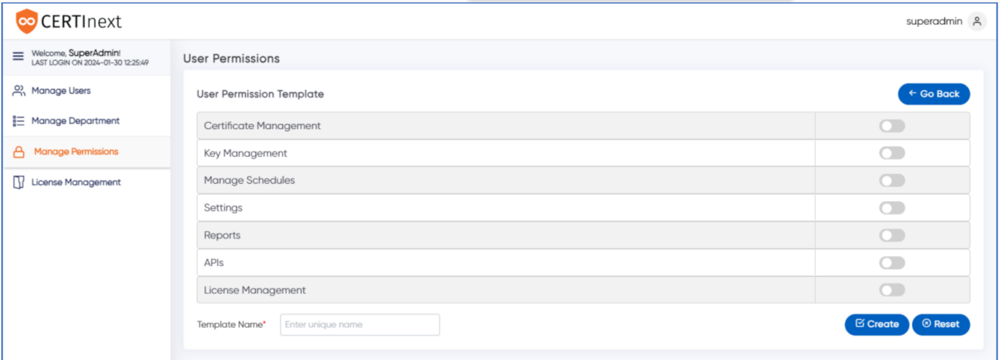 CERTInext
superadmin
Welcome, SuperAdmin!
LAST LOGIN ON 2024-01-30 12:25:49
Manage Users
Manage Department
Manage Permissions
License Management
User Permissions
User Permission Template
← Go Back
Certificate Management
Key Management
Manage Schedules
Settings
Reports
APIs
License Management
Template Name* Enter unique name
Create Reset